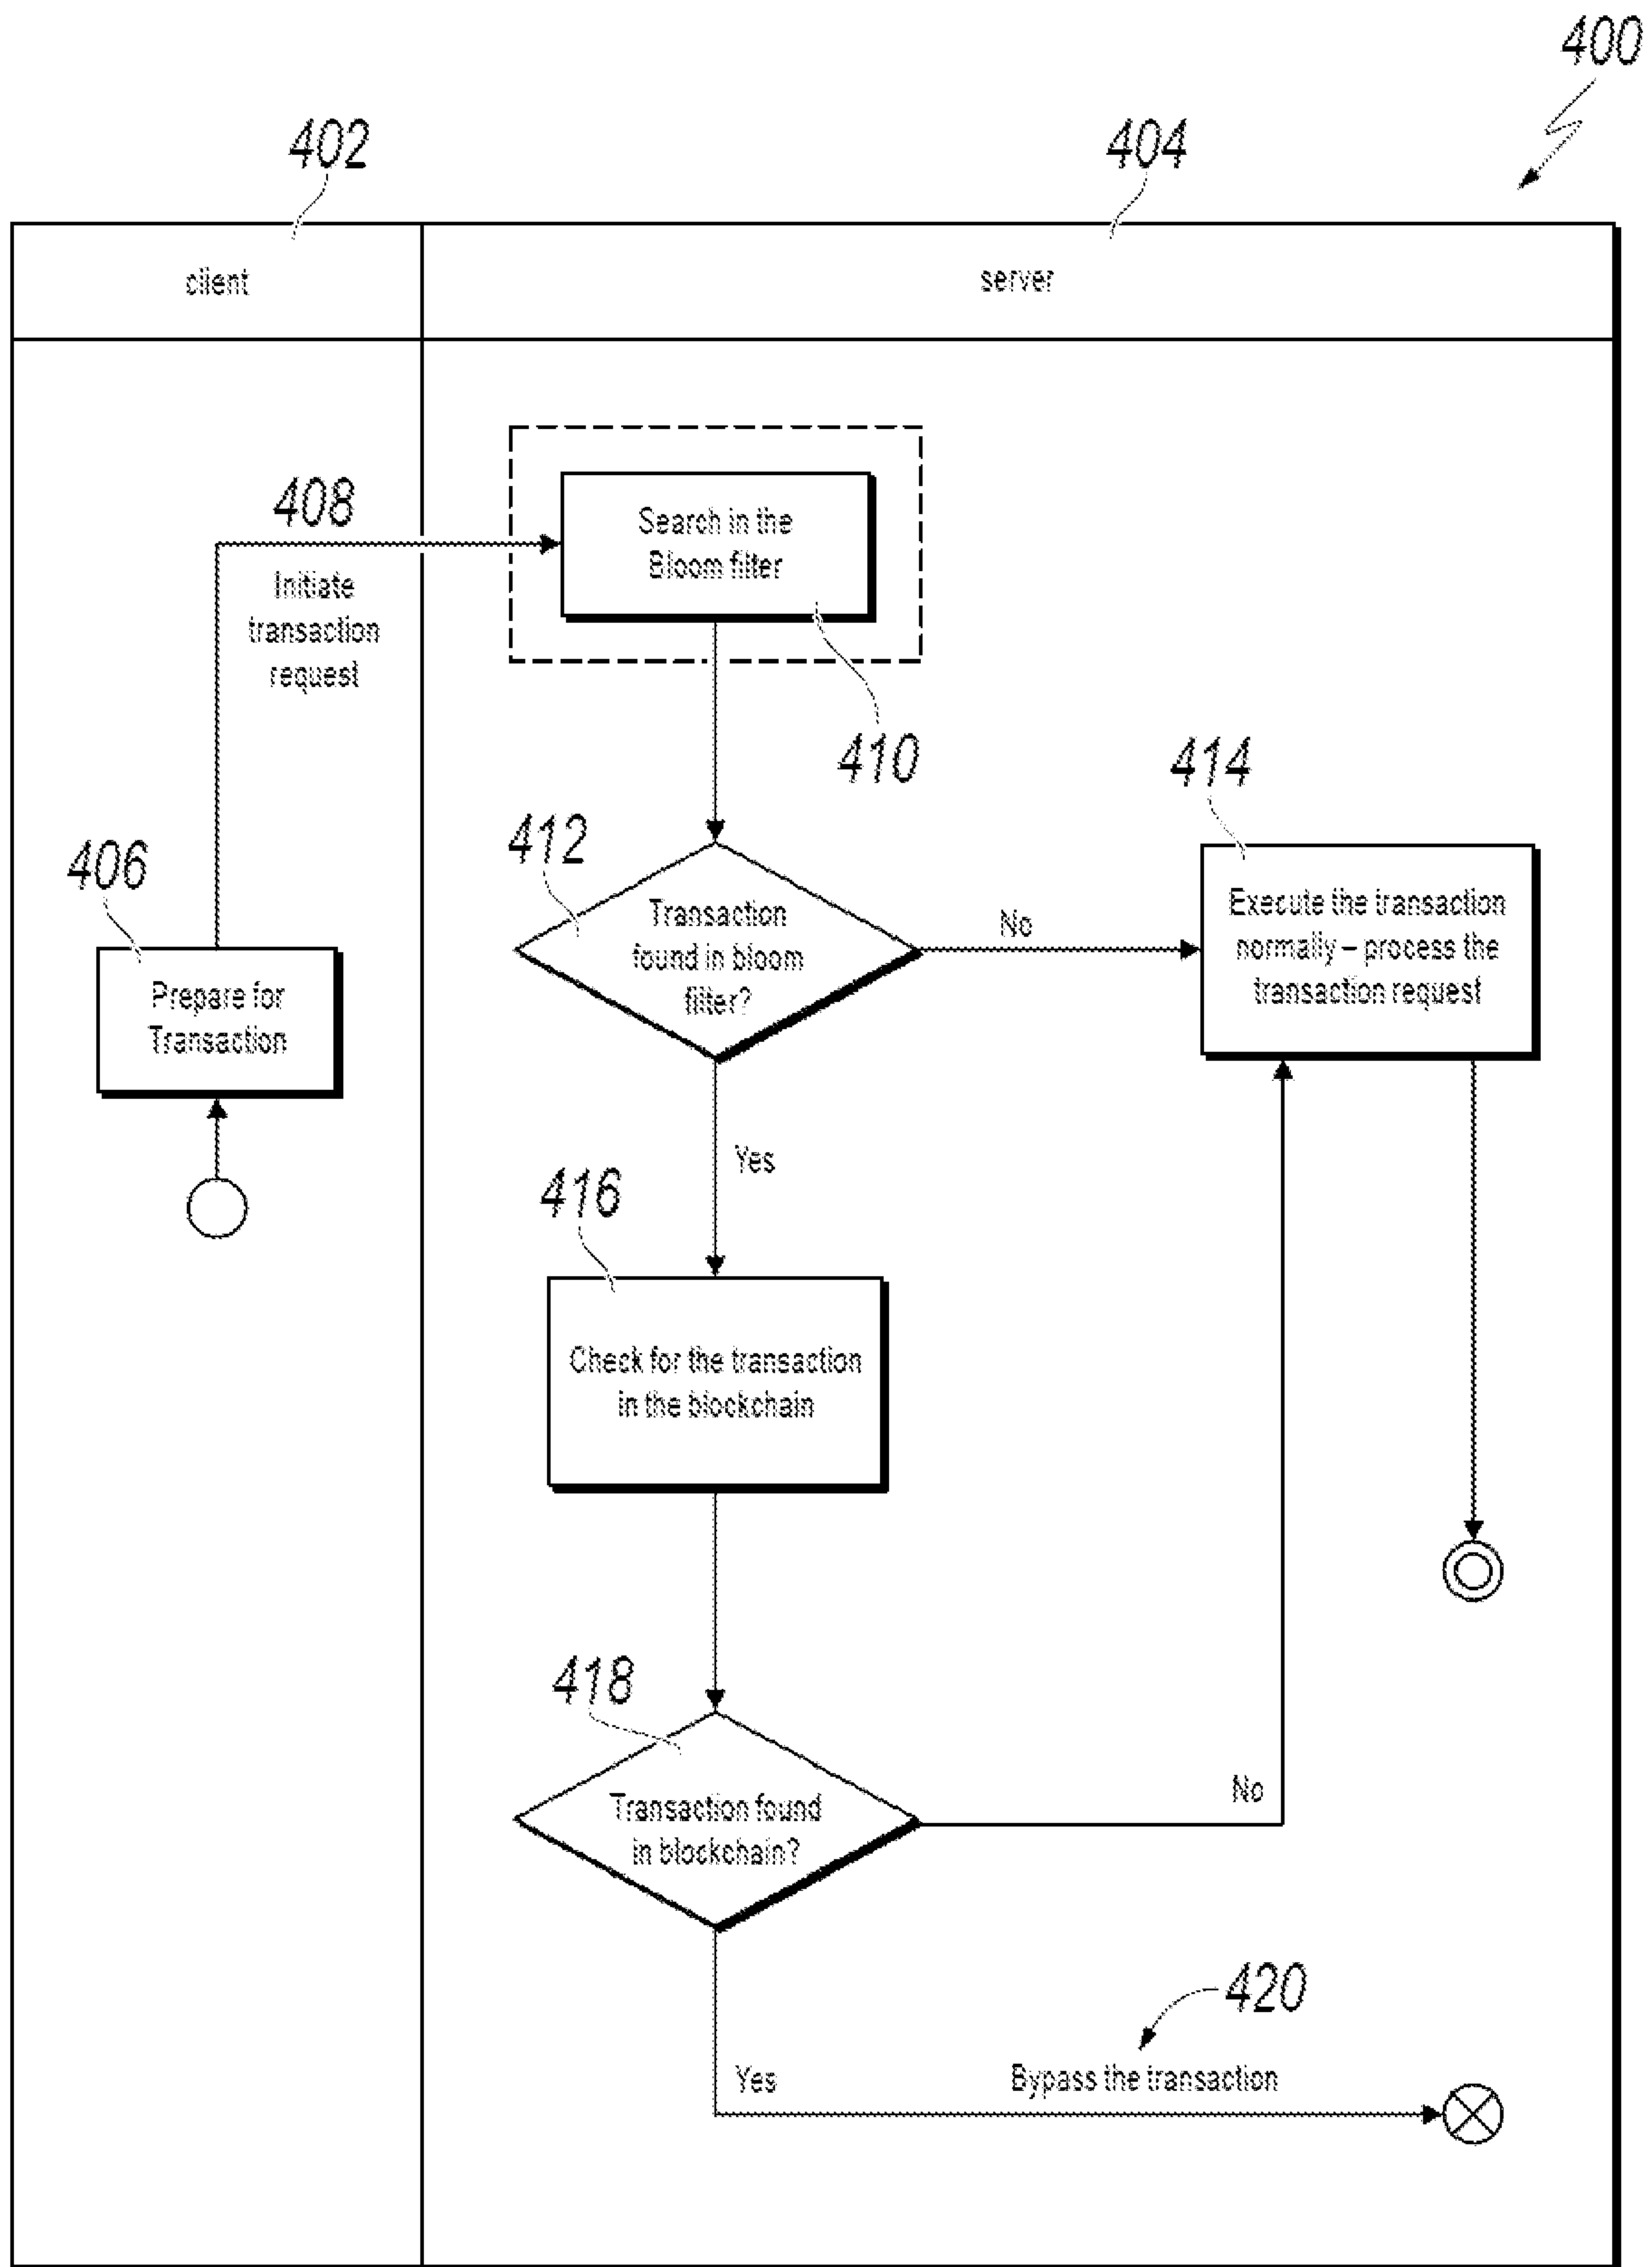 400
402
404
client
server
408
Initiate
transaction
request
Search in the
Bloom filter
410
412
414
406
Transaction
found in bloom
filter?
No
Execute the transaction
normally – process the
transaction request
Prepare for
Transaction
Yes
416
Check for the transaction
in the blockchain
418
Transaction found
in blockchain?
No
420
Yes
Bypass the transaction